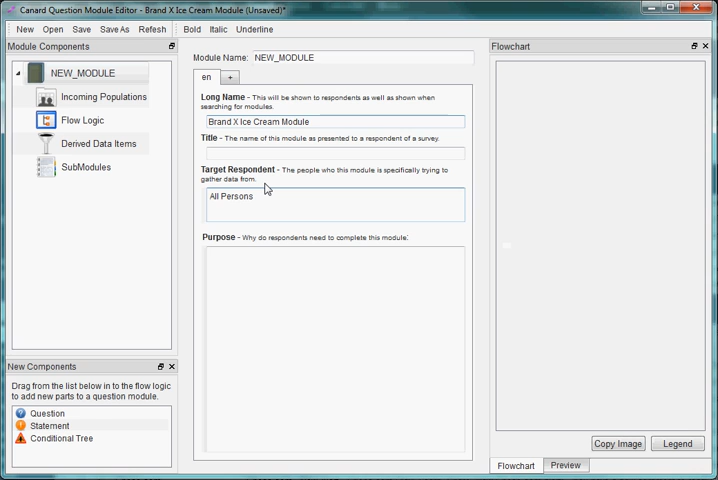 Canard Question Module Editor - Brand X Ice Cream Module (Unsaved)*
New Open Save Save As Refresh Bold Italic Underline
Module Components
NEW_MODULE
Incoming Populations
Flow Logic
Derived Data Items
SubModules
New Components
Drag from the list below in to the flow logic
to add new parts to a question module.
Question
Statement
Conditional Tree
Module Name: NEW_MODULE
en +
Long Name - This will be shown to respondents as well as shown when
searching for modules.
Brand X Ice Cream Module
Title - The name of this module as presented to a respondent of a survey.
Target Respondent - The people who this module is specifically trying to
gather data from.
All Persons
Purpose - Why do respondents need to complete this module.
Flowchart
Copy Image Legend
Flowchart Preview